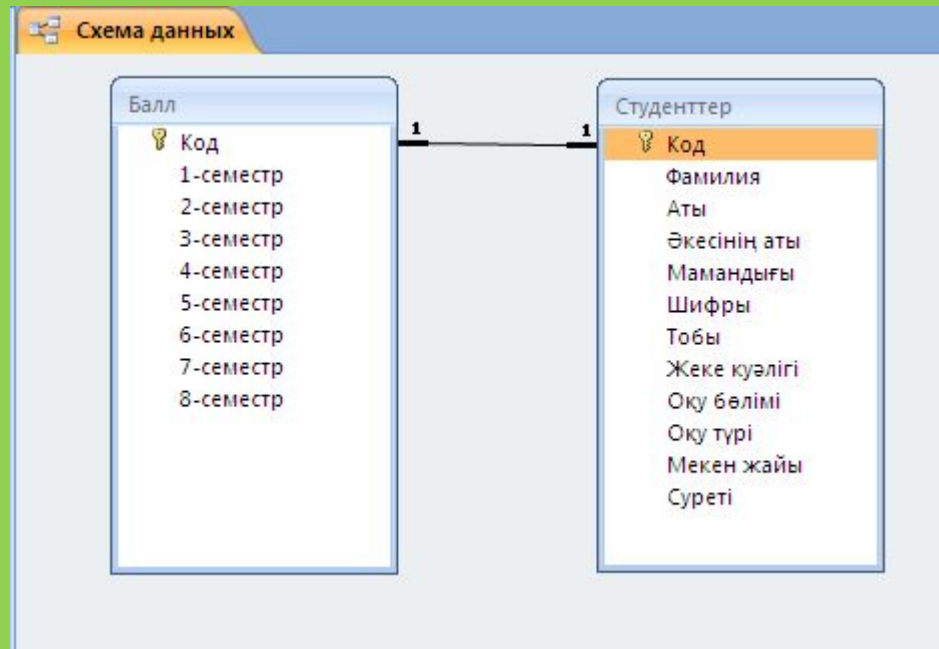 Схема данных
Балл
Код
1-семестр
2-семестр
3-семестр
4-семестр
5-семестр
6-семестр
7-семестр
8-семестр
1
1
Студенттер
Код
Фамилия
Аты
Әкесінің аты
Мамандығы
Шифры
Тобы
Жеке куәлігі
Оқу бөлімі
Оқу түрі
Мекен жайы
Суреті